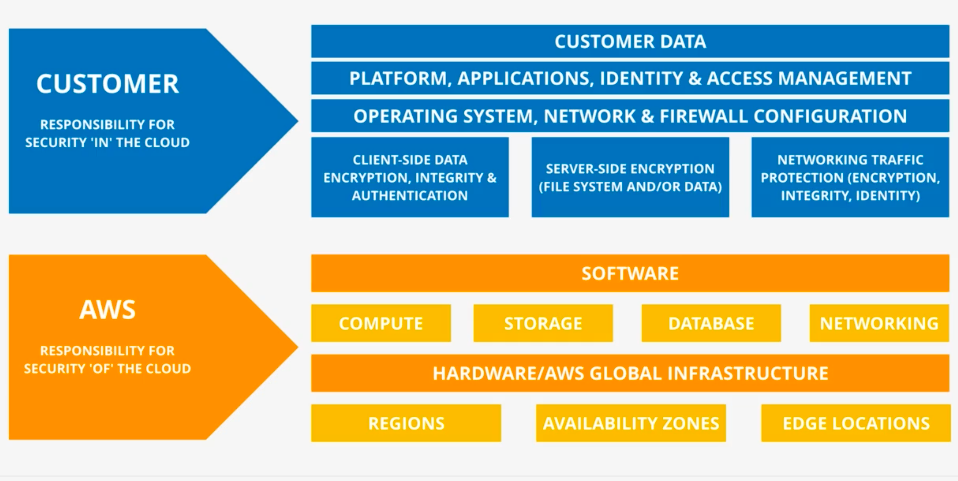 CUSTOMER
RESPONSIBILITY FOR
SECURITY 'IN' THE CLOUD
CUSTOMER DATA
PLATFORM, APPLICATIONS, IDENTITY & ACCESS MANAGEMENT
OPERATING SYSTEM, NETWORK & FIREWALL CONFIGURATION
CLIENT-SIDE DATA
ENCRYPTION, INTEGRITY &
AUTHENTICATION
SERVER-SIDE ENCRYPTION
(FILE SYSTEM AND/OR DATA)
NETWORKING TRAFFIC
PROTECTION (ENCRYPTION,
INTEGRITY, IDENTITY)
AWS
RESPONSIBILITY FOR
SECURITY 'OF' THE CLOUD
SOFTWARE
COMPUTE
STORAGE
DATABASE
NETWORKING
HARDWARE/AWS GLOBAL INFRASTRUCTURE
REGIONS
AVAILABILITY ZONES
EDGE LOCATIONS